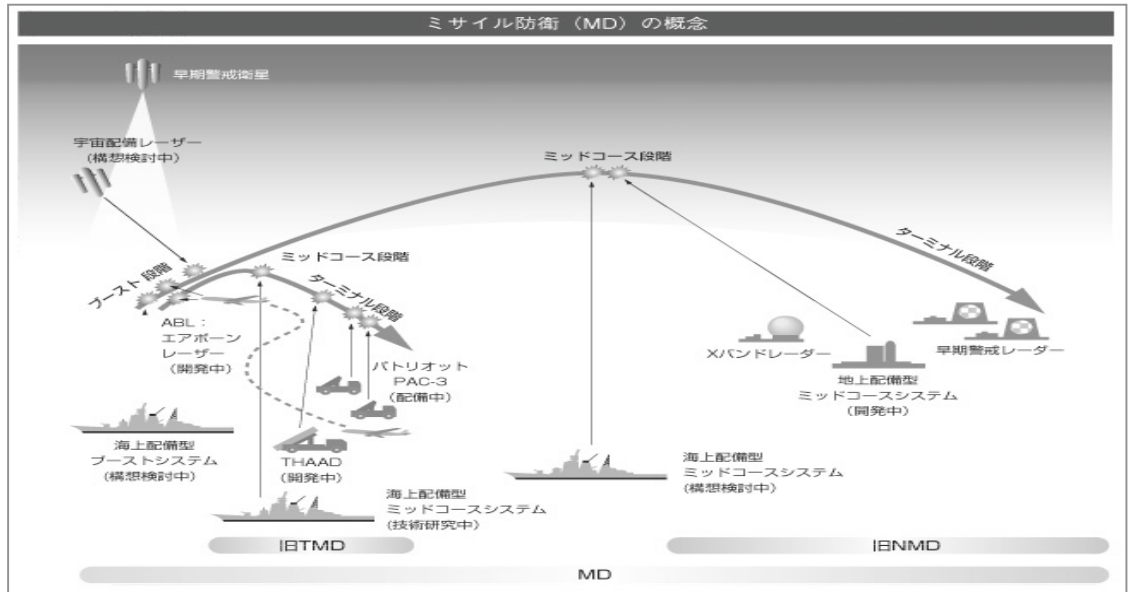 ミサイル防衛（MD）の概念
早期警戒衛星
宇宙配備レーザー
(構想検討中)
ミッドコース段階
ブースト段階
ミッドコース段階
ターミナル段階
ターミナル段階
ABL：
エアボーン
レーザー
(開発中)
パトリオット
PAC-3
(配備中)
Xバンドレーダー
早期警戒レーダー
地上配備型
ミッドコースシステム
(開発中)
海上配備型
ブーストシステム
(構想検討中)
THAAD
(開発中)
海上配備型
ミッドコースシステム
(技術研究中)
海上配備型
ミッドコースシステム
(構想検討中)
旧TMD
旧NMD
MD